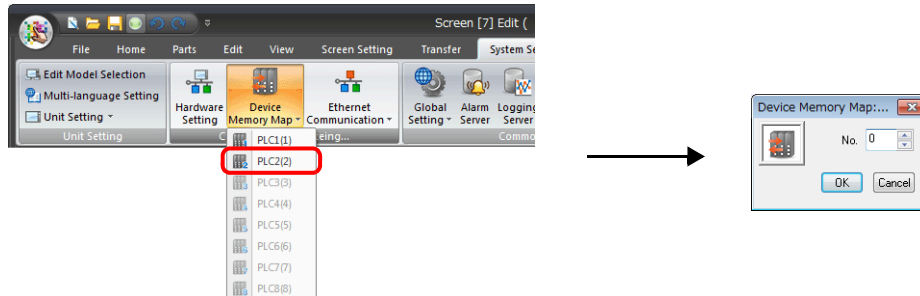 Screen [7] Edit (
File Home Parts Edit View Screen Setting Transfer System Se
Edit Model Selection
Multi-language Setting
Unit Setting
Unit Setting
Hardware Setting
Device Memory Map
Ethernet Communication
Global Setting
Alarm Server
Logging Server
C
eing...
Commo
PLC1(1)
PLC2(2)
PLC3(3)
PLC4(4)
PLC5(5)
PLC6(6)
PLC7(7)
PLC8(8)
Device Memory Map:...
No. 0
OK Cancel